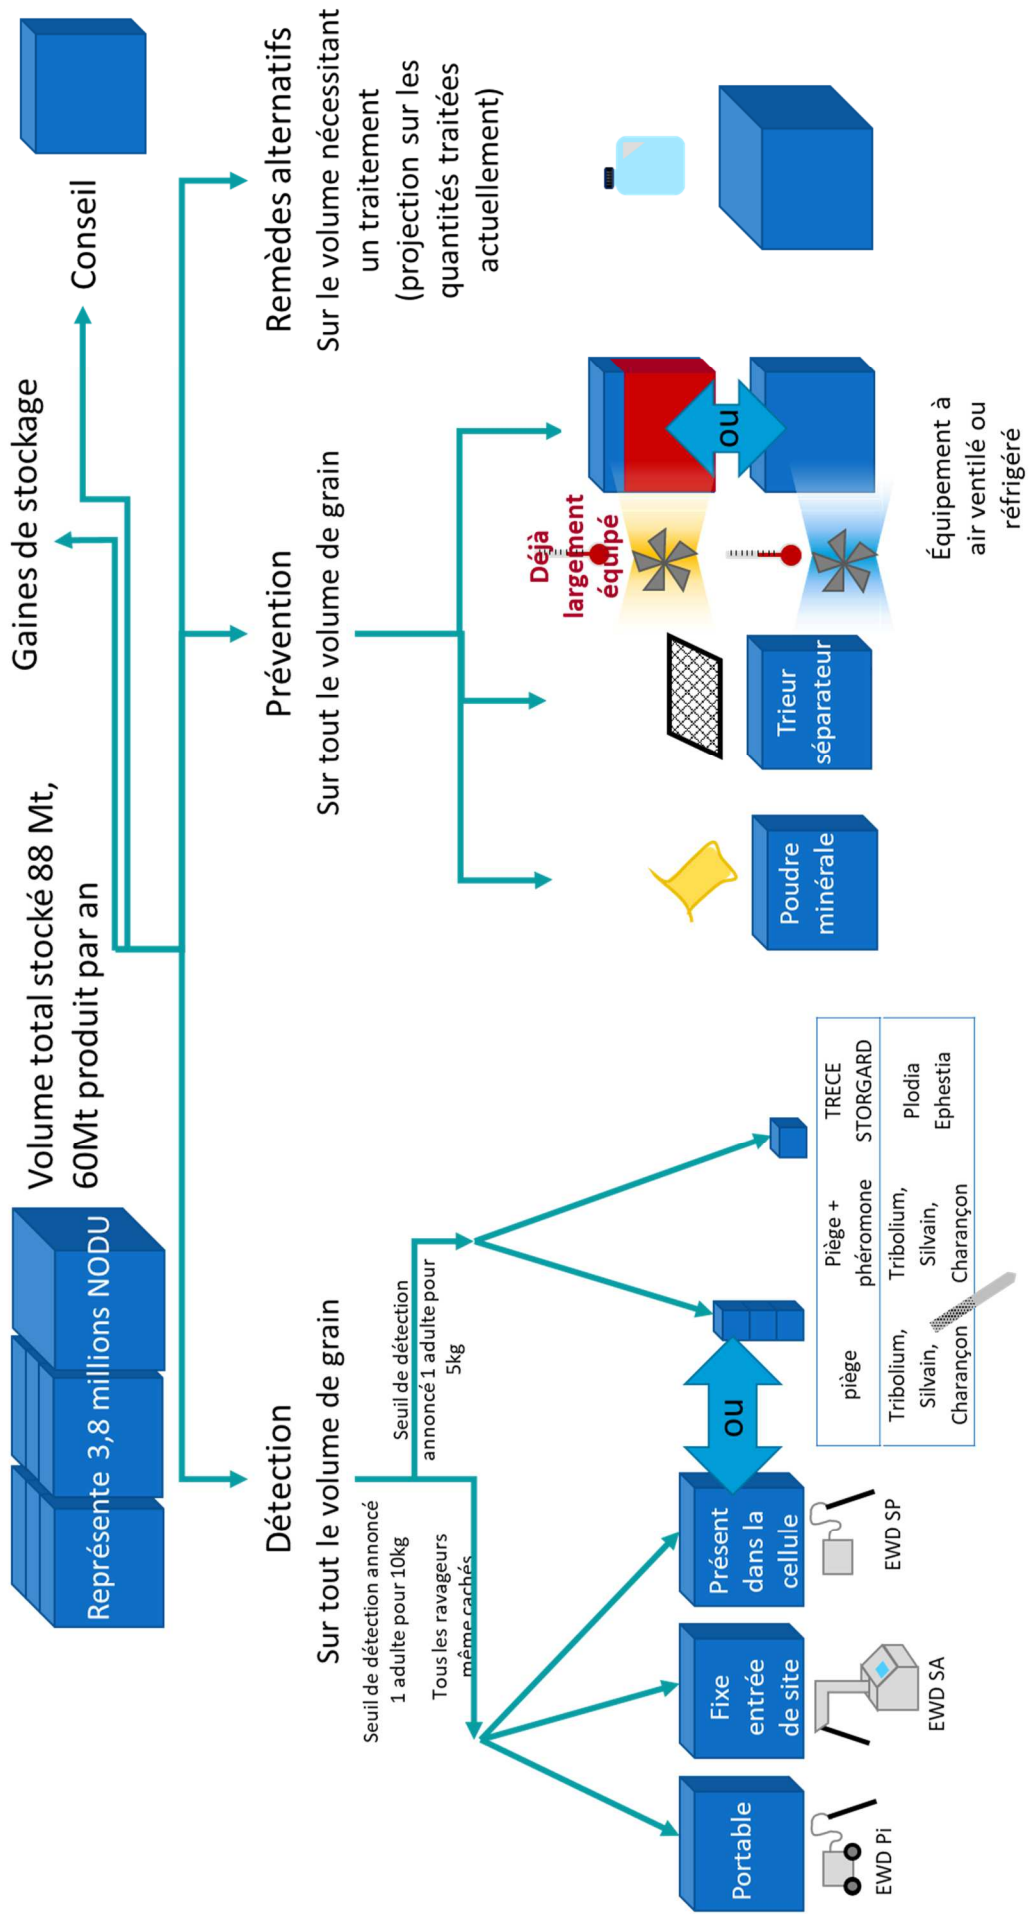 Représente 3,8 millions NODU
Volume total stocké 88 Mt,
60Mt produit par an
Gaines de stockage
Conseil
Détection
Sur tout le volume de grain
Seuil de détection annoncé
1 adulte pour 10kg
Tous les ravageurs
même cachés
Seuil de détection
annoncé 1 adulte pour
5kg
Portable
EWD Pi
Fixe
entrée
de site
EWD SA
Présent
dans la
cellule
EWD SP
ou
piège
Piège +
phéromone
TRECE
STORGARD
Tribolium,
Silvain,
Charançon
Tribolium,
Silvain,
Charançon
Plodia
Ephestia
Prévention
Sur tout le volume de grain
Poudre
minérale
Trieur
séparateur
Déjà
largement
équipé
ou
Équipement à
air ventilé ou
réfrigéré
Remèdes alternatifs
Sur le volume nécessitant
un traitement
(projection sur les
quantités traitées
actuellement)